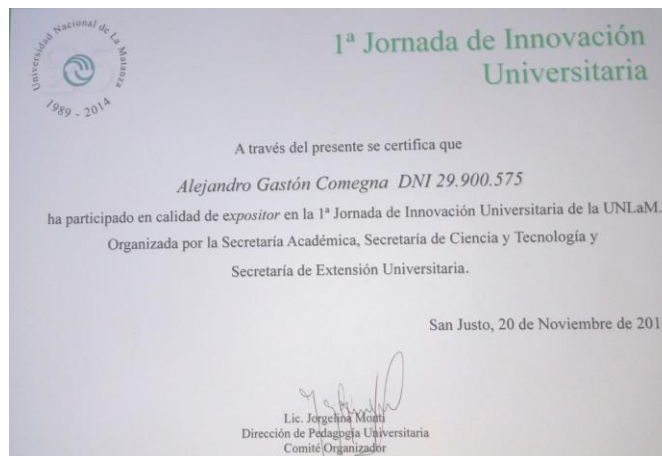 Universidad Nacional de La Matanza
1989 - 2014
1ª Jornada de Innovación
Universitaria
A través del presente se certifica que
Alejandro Gastón Comegna DNI 29.900.575
ha participado en calidad de expositor en la 1ª Jornada de Innovación Universitaria de la UNLaM.
Organizada por la Secretaría Académica, Secretaría de Ciencia y Tecnología y
Secretaría de Extensión Universitaria.
San Justo, 20 de Noviembre de 201
Lic. Jorgelina Monti
Dirección de Pedagogía Universitaria
Comité Organizador